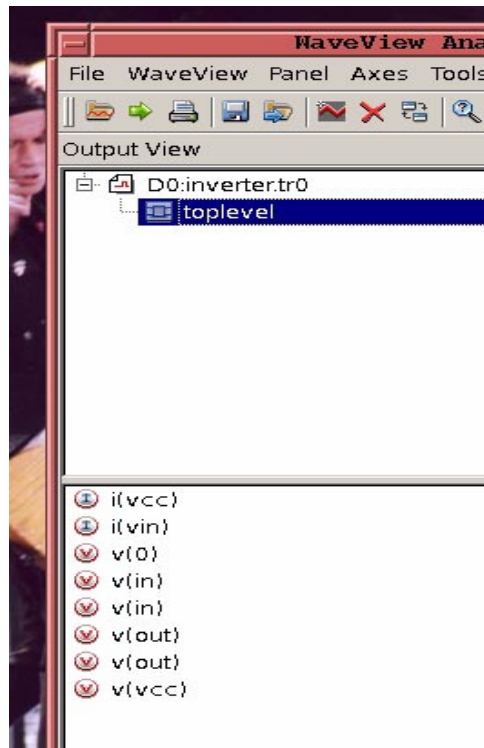 WaveView Ana
File WaveView Panel Axes Tools
Output View
D0:inverter.tr0
toplevel
i(vcc)
i(vin)
v(0)
v(in)
v(in)
v(out)
v(out)
v(vcc)